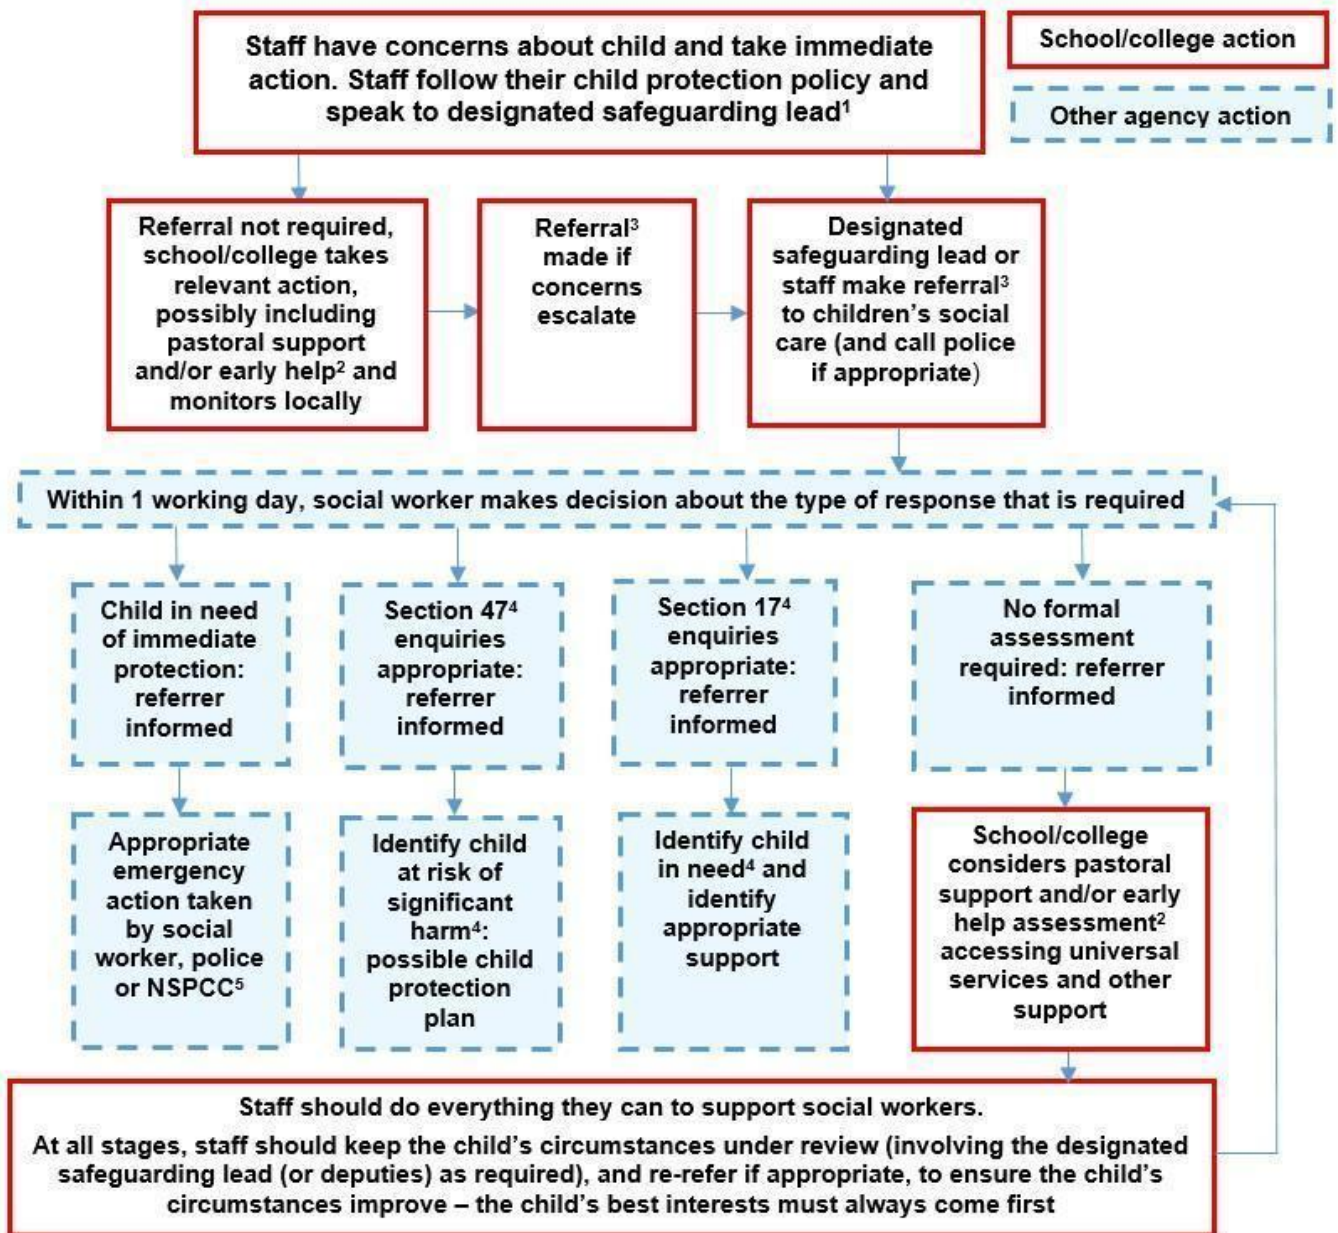 Staff have concerns about child and take immediate
action. Staff follow their child protection policy and
speak to designated safeguarding lead¹
School/college action
Other agency action
Referral not required,
school/college takes
relevant action,
possibly including
pastoral support
and/or early help² and
monitors locally
Referral³
made if
concerns
escalate
Designated
safeguarding lead or
staff make referral³
to children’s social
care (and call police
if appropriate)
Within 1 working day, social worker makes decision about the type of response that is required
Child in need
of immediate
protection:
referrer
informed
Section 47⁴
enquiries
appropriate:
referrer
informed
Section 17⁴
enquiries
appropriate:
referrer
informed
No formal
assessment
required: referrer
informed
Appropriate
emergency
action taken
by social
worker, police
or NSPCC⁵
Identify child
at risk of
significant
harm⁴:
possible child
protection
plan
Identify child
in need⁴ and
identify
appropriate
support
School/college
considers pastoral
support and/or early
help assessment²
accessing universal
services and other
support
Staff should do everything they can to support social workers.
At all stages, staff should keep the child’s circumstances under review (involving the designated
safeguarding lead (or deputies) as required), and re-refer if appropriate, to ensure the child’s
circumstances improve – the child’s best interests must always come first